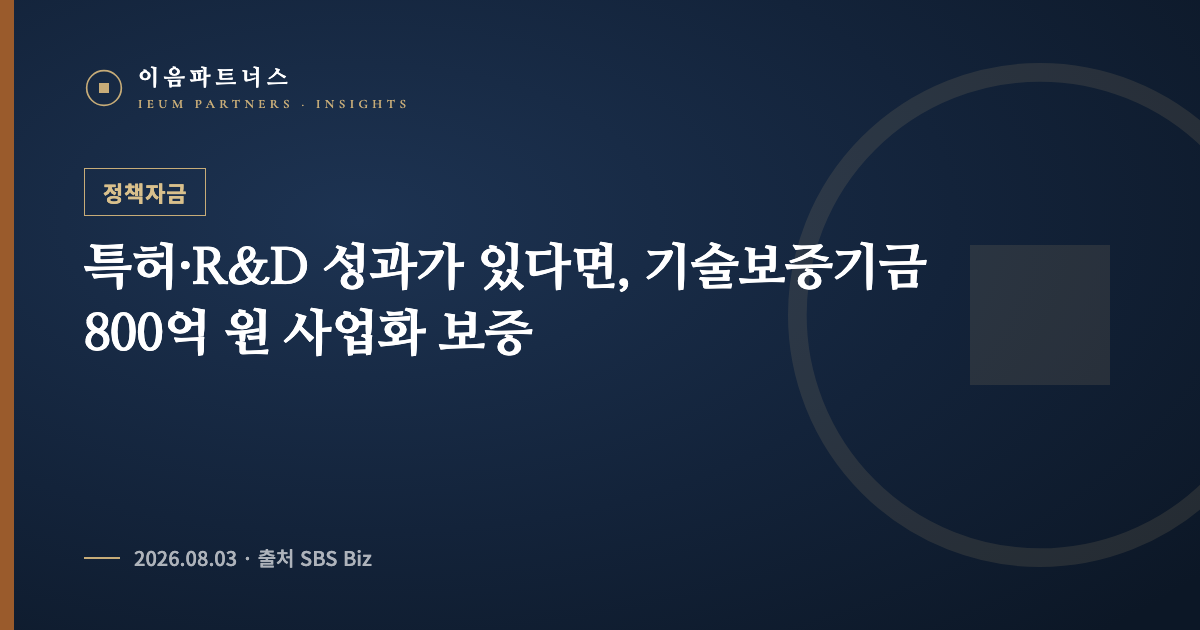 이음파트너스
IEUM PARTNERS · INSIGHTS
정책자금
특허·R&D 성과가 있다면, 기술보증기금
800억 원 사업화 보증
2026.08.03 · 출처 SBS Biz